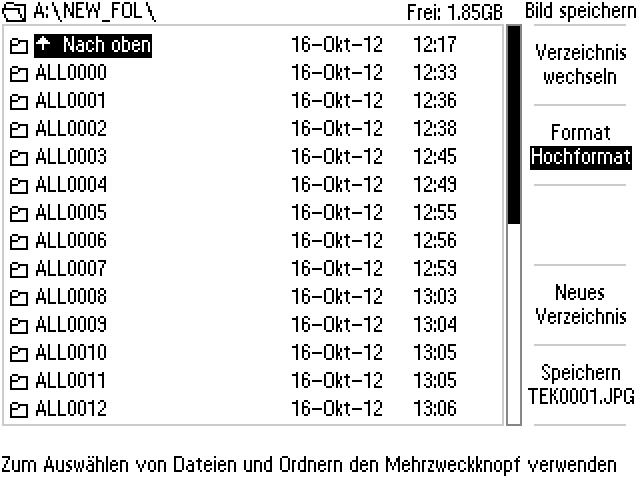 A:\NEW_FOL\ Frei: 1.85GB Bild speichern
Nach oben 16-Okt-12 12:17
ALL0000 16-Okt-12 12:33
ALL0001 16-Okt-12 12:36
ALL0002 16-Okt-12 12:38
ALL0003 16-Okt-12 12:45
ALL0004 16-Okt-12 12:49
ALL0005 16-Okt-12 12:55
ALL0006 16-Okt-12 12:56
ALL0007 16-Okt-12 12:59
ALL0008 16-Okt-12 13:03
ALL0009 16-Okt-12 13:04
ALL0010 16-Okt-12 13:05
ALL0011 16-Okt-12 13:05
ALL0012 16-Okt-12 13:06
Verzeichnis
wechseln
Format
Hochformat
Neues
Verzeichnis
Speichern
TEK0001.JPG
Zum Auswählen von Dateien und Ordnern den Mehrzweckknopf verwenden